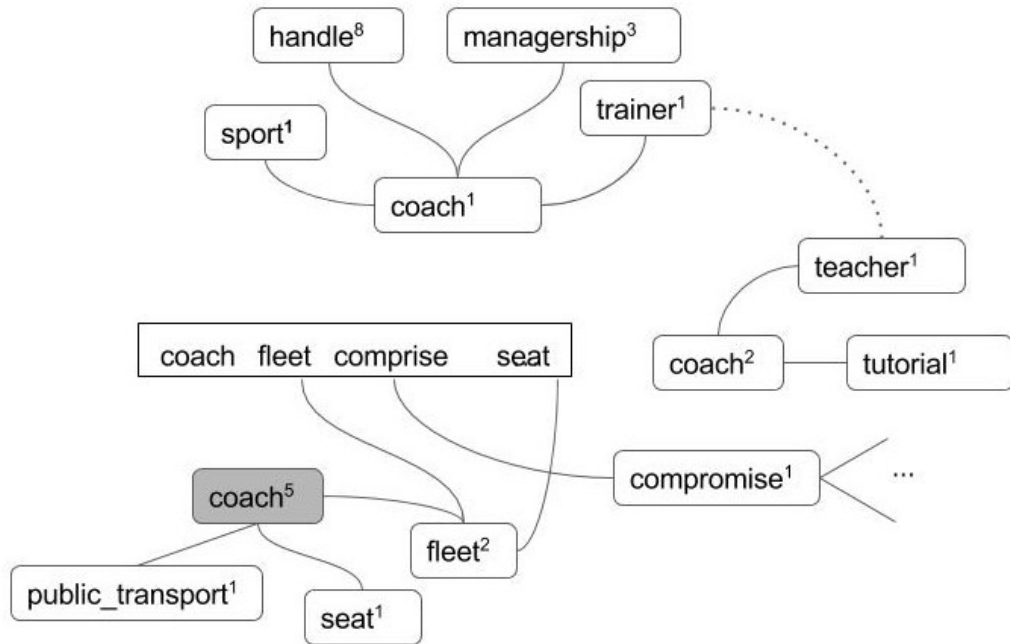 handle⁸
managership³
trainer¹
sport¹
coach¹
teacher¹
coach fleet comprise seat
coach²
tutorial¹
compromise¹
...
coach⁵
fleet²
public_transport¹
seat¹